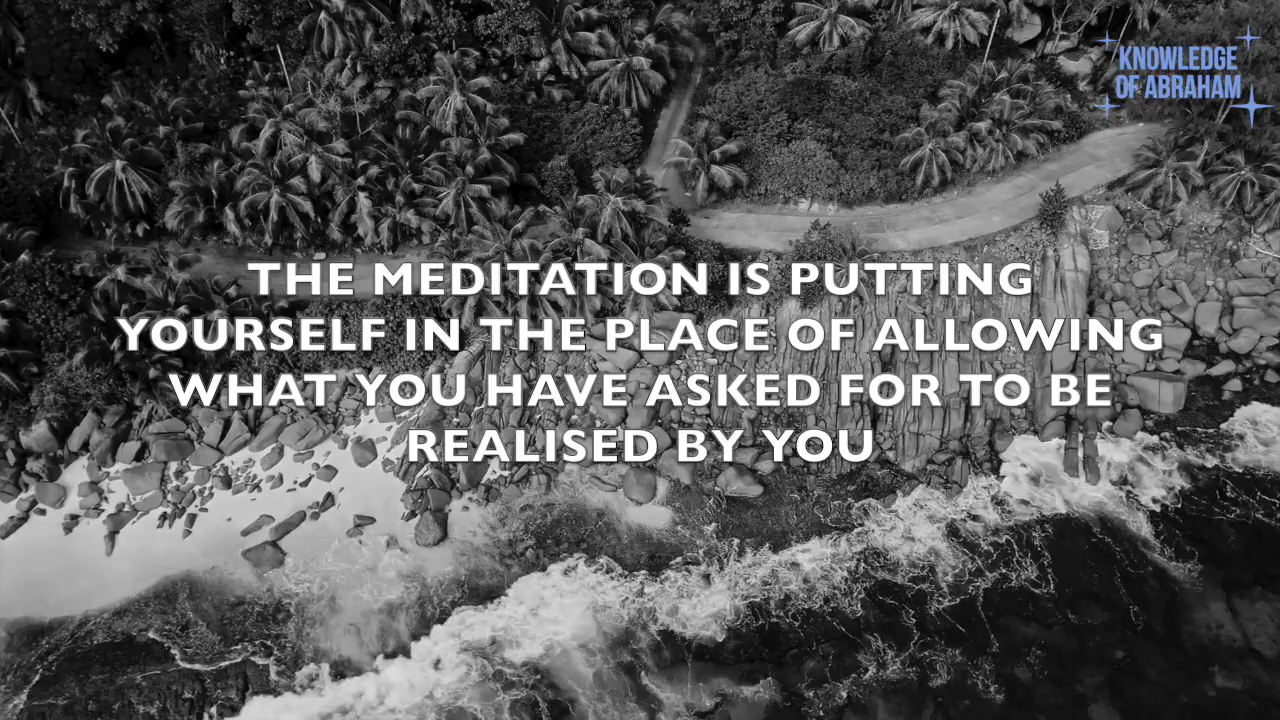 KNOWLEDGE
OF ABRAHAM
THE MEDITATION IS PUTTING
YOURSELF IN THE PLACE OF ALLOWING
WHAT YOU HAVE ASKED FOR TO BE
REALISED BY YOU